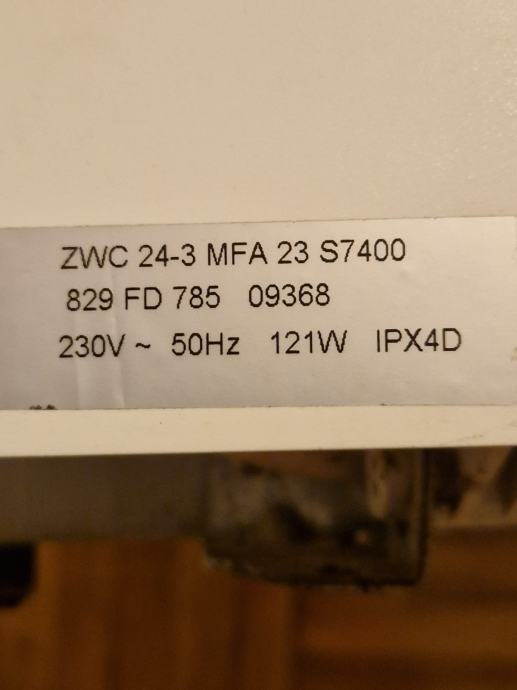 ZWC 24-3 MFA 23 S7400
829 FD 785 09368
230V ~ 50Hz 121W IPX4D